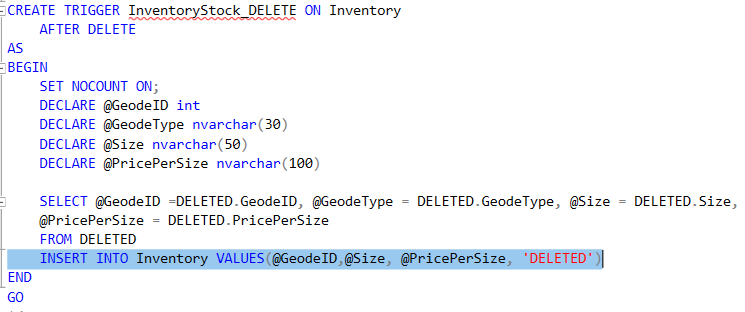 CREATE TRIGGER InventoryStock_DELETE ON Inventory
AFTER DELETE
AS
BEGIN
SET NOCOUNT ON;
DECLARE @GeodeID int
DECLARE @GeodeType nvarchar(30)
DECLARE @Size nvarchar(50)
DECLARE @PricePerSize nvarchar(100)
SELECT @GeodeID =DELETED.GeodeID, @GeodeType = DELETED.GeodeType, @Size = DELETED.Size,
@PricePerSize = DELETED.PricePerSize
FROM DELETED
INSERT INTO Inventory VALUES(@GeodeID,@Size, @PricePerSize, 'DELETED')
END
GO